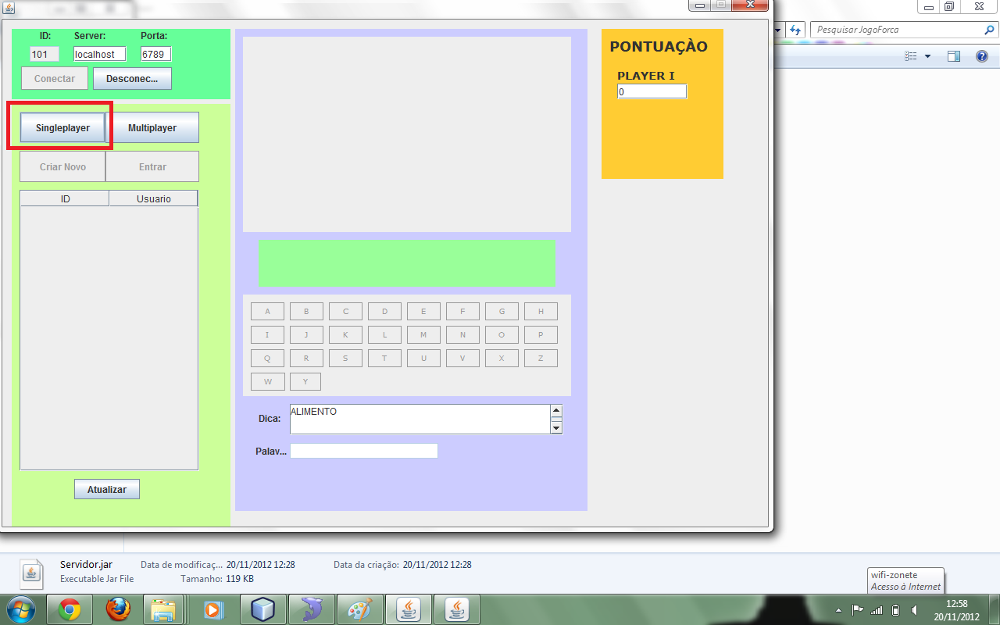 ID: Server: Porta:
101 localhost 6789
Conectar Desconec...
Singleplayer Multiplayer
Criar Novo Entrar
ID Usuario
Atualizar
A B C D E F G H
I J K L M N O P
Q R S T U V X Z
W Y
Dica: ALIMENTO
Palav...
PONTUAÇÀO
PLAYER I
0
Pesquisar JogoForca
Servidor.jar Data de modificaç... 20/11/2012 12:28 Data da criação: 20/11/2012 12:28
Executable Jar File Tamanho: 119 KB
wifi-zonete
Acesso à Internet
12:58
20/11/2012